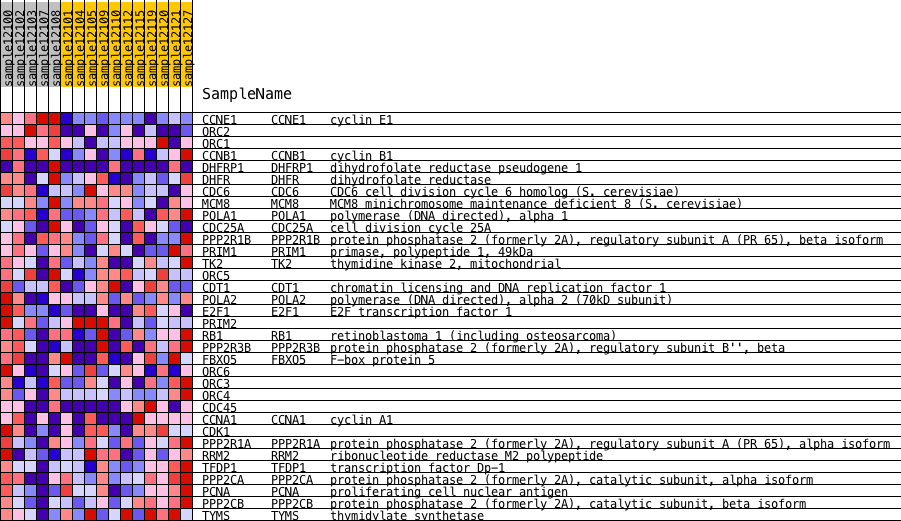 sample12100
sample12102
sample12103
sample12107
sample12108
sample12101
sample12104
sample12105
sample12109
sample12110
sample12112
sample12115
sample12119
sample12120
sample12121
sample12127
SampleName
CCNE1 CCNE1 cyclin E1
ORC2
ORC1
CCNB1 CCNB1 cyclin B1
DHFRP1 DHFRP1 dihydrofolate reductase pseudogene 1
DHFR DHFR dihydrofolate reductase
CDC6 CDC6 CDC6 cell division cycle 6 homolog (S. cerevisiae)
MCM8 MCM8 MCM8 minichromosome maintenance deficient 8 (S. cerevisiae)
POLA1 POLA1 polymerase (DNA directed), alpha 1
CDC25A CDC25A cell division cycle 25A
PPP2R1B PPP2R1B protein phosphatase 2 (formerly 2A), regulatory subunit A (PR 65), beta isoform
PRIM1 PRIM1 primase, polypeptide 1, 49kDa
TK2 TK2 thymidine kinase 2, mitochondrial
ORC5
CDT1 CDT1 chromatin licensing and DNA replication factor 1
POLA2 POLA2 polymerase (DNA directed), alpha 2 (70kD subunit)
E2F1 E2F1 E2F transcription factor 1
PRIM2
RB1 RB1 retinoblastoma 1 (including osteosarcoma)
PPP2R3B PPP2R3B protein phosphatase 2 (formerly 2A), regulatory subunit B'', beta
FBXO5 FBXO5 F-box protein 5
ORC6
ORC3
ORC4
CDC45
CCNA1 CCNA1 cyclin A1
CDK1
PPP2R1A PPP2R1A protein phosphatase 2 (formerly 2A), regulatory subunit A (PR 65), alpha isoform
RRM2 RRM2 ribonucleotide reductase M2 polypeptide
TFDP1 TFDP1 transcription factor Dp-1
PPP2CA PPP2CA protein phosphatase 2 (formerly 2A), catalytic subunit, alpha isoform
PCNA PCNA proliferating cell nuclear antigen
PPP2CB PPP2CB protein phosphatase 2 (formerly 2A), catalytic subunit, beta isoform
TYMS TYMS thymidylate synthetase